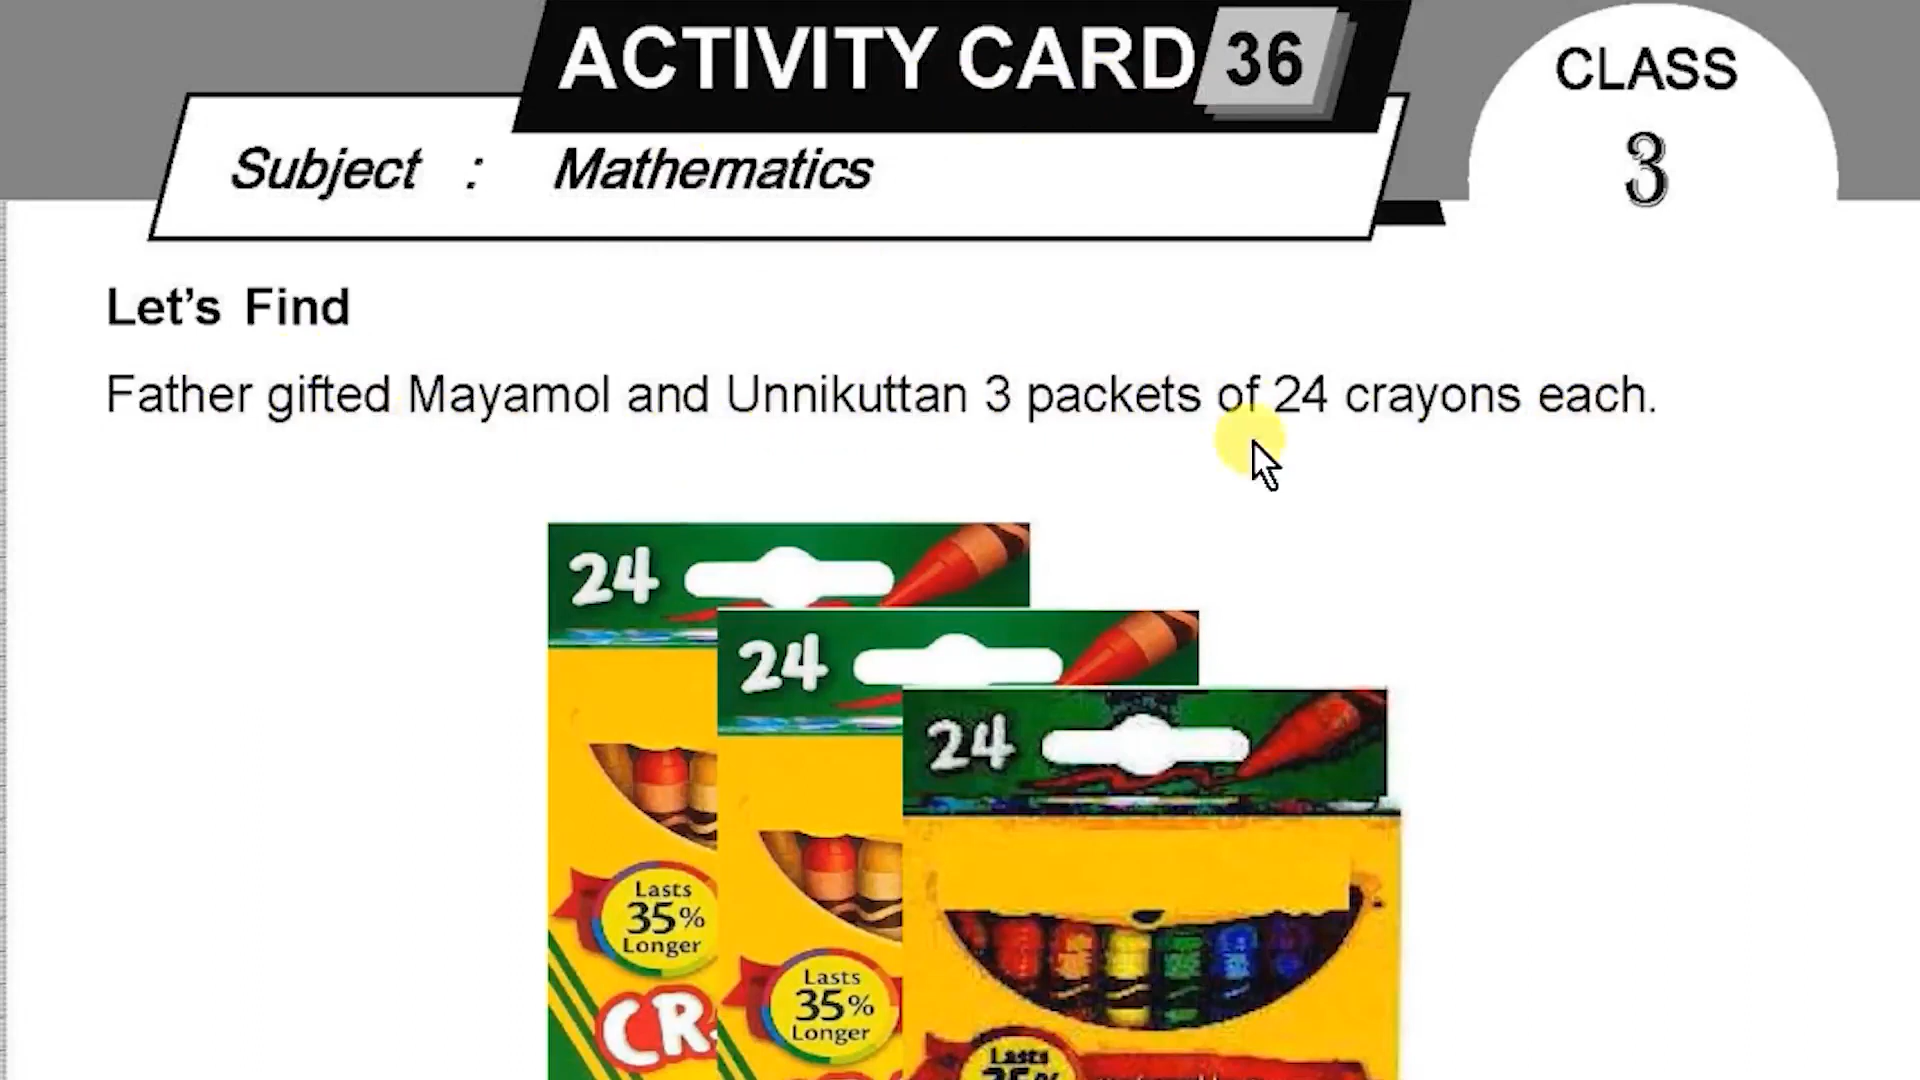 ACTIVITY CARD 36
CLASS
3
Subject : Mathematics
Let’s Find
Father gifted Mayamol and Unnikuttan 3 packets of 24 crayons each.
24
24
24
Lasts
35%
Longer
CR
Lasts
35%
Longer
Lasts
35%